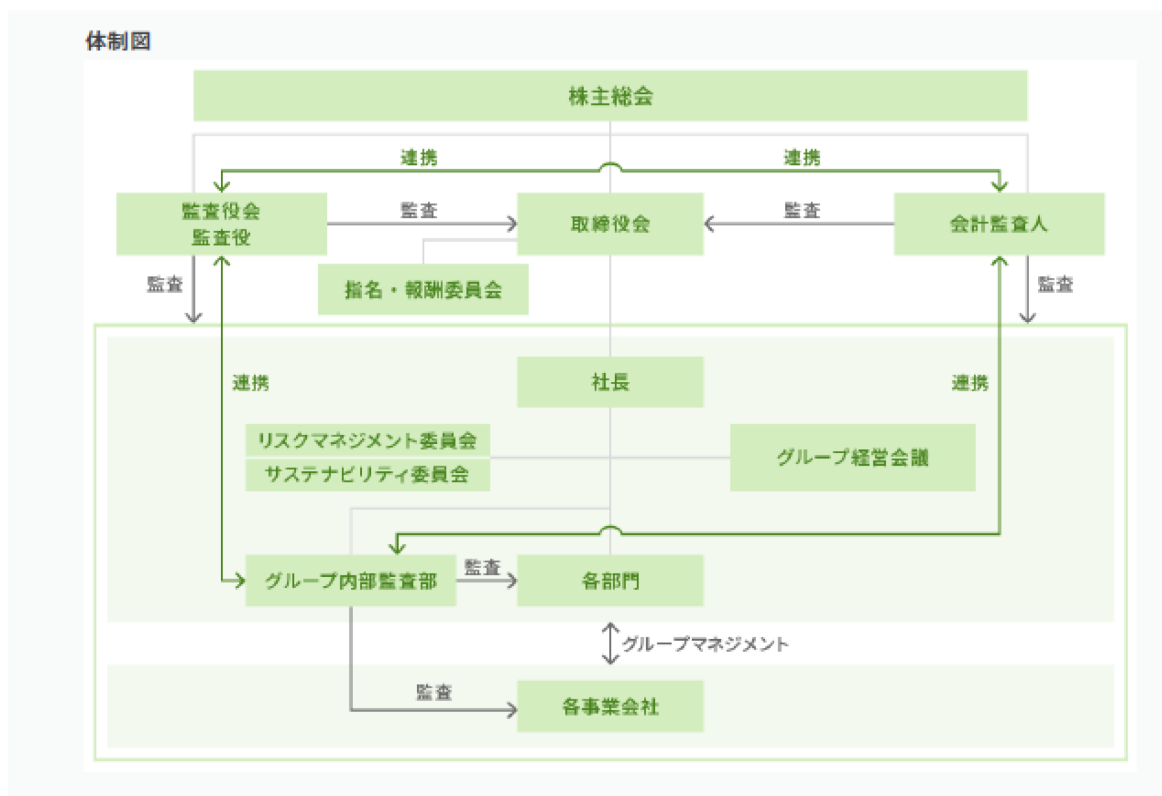 体制図
株主総会
連携
連携
監査役会
監査役
監査
取締役会
監査
会計監査人
監査
指名・報酬委員会
監査
社長
連携
連携
リスクマネジメント委員会
サステナビリティ委員会
グループ経営会議
グループ内部監査部
監査
各部門
グループマネジメント
監査
各事業会社